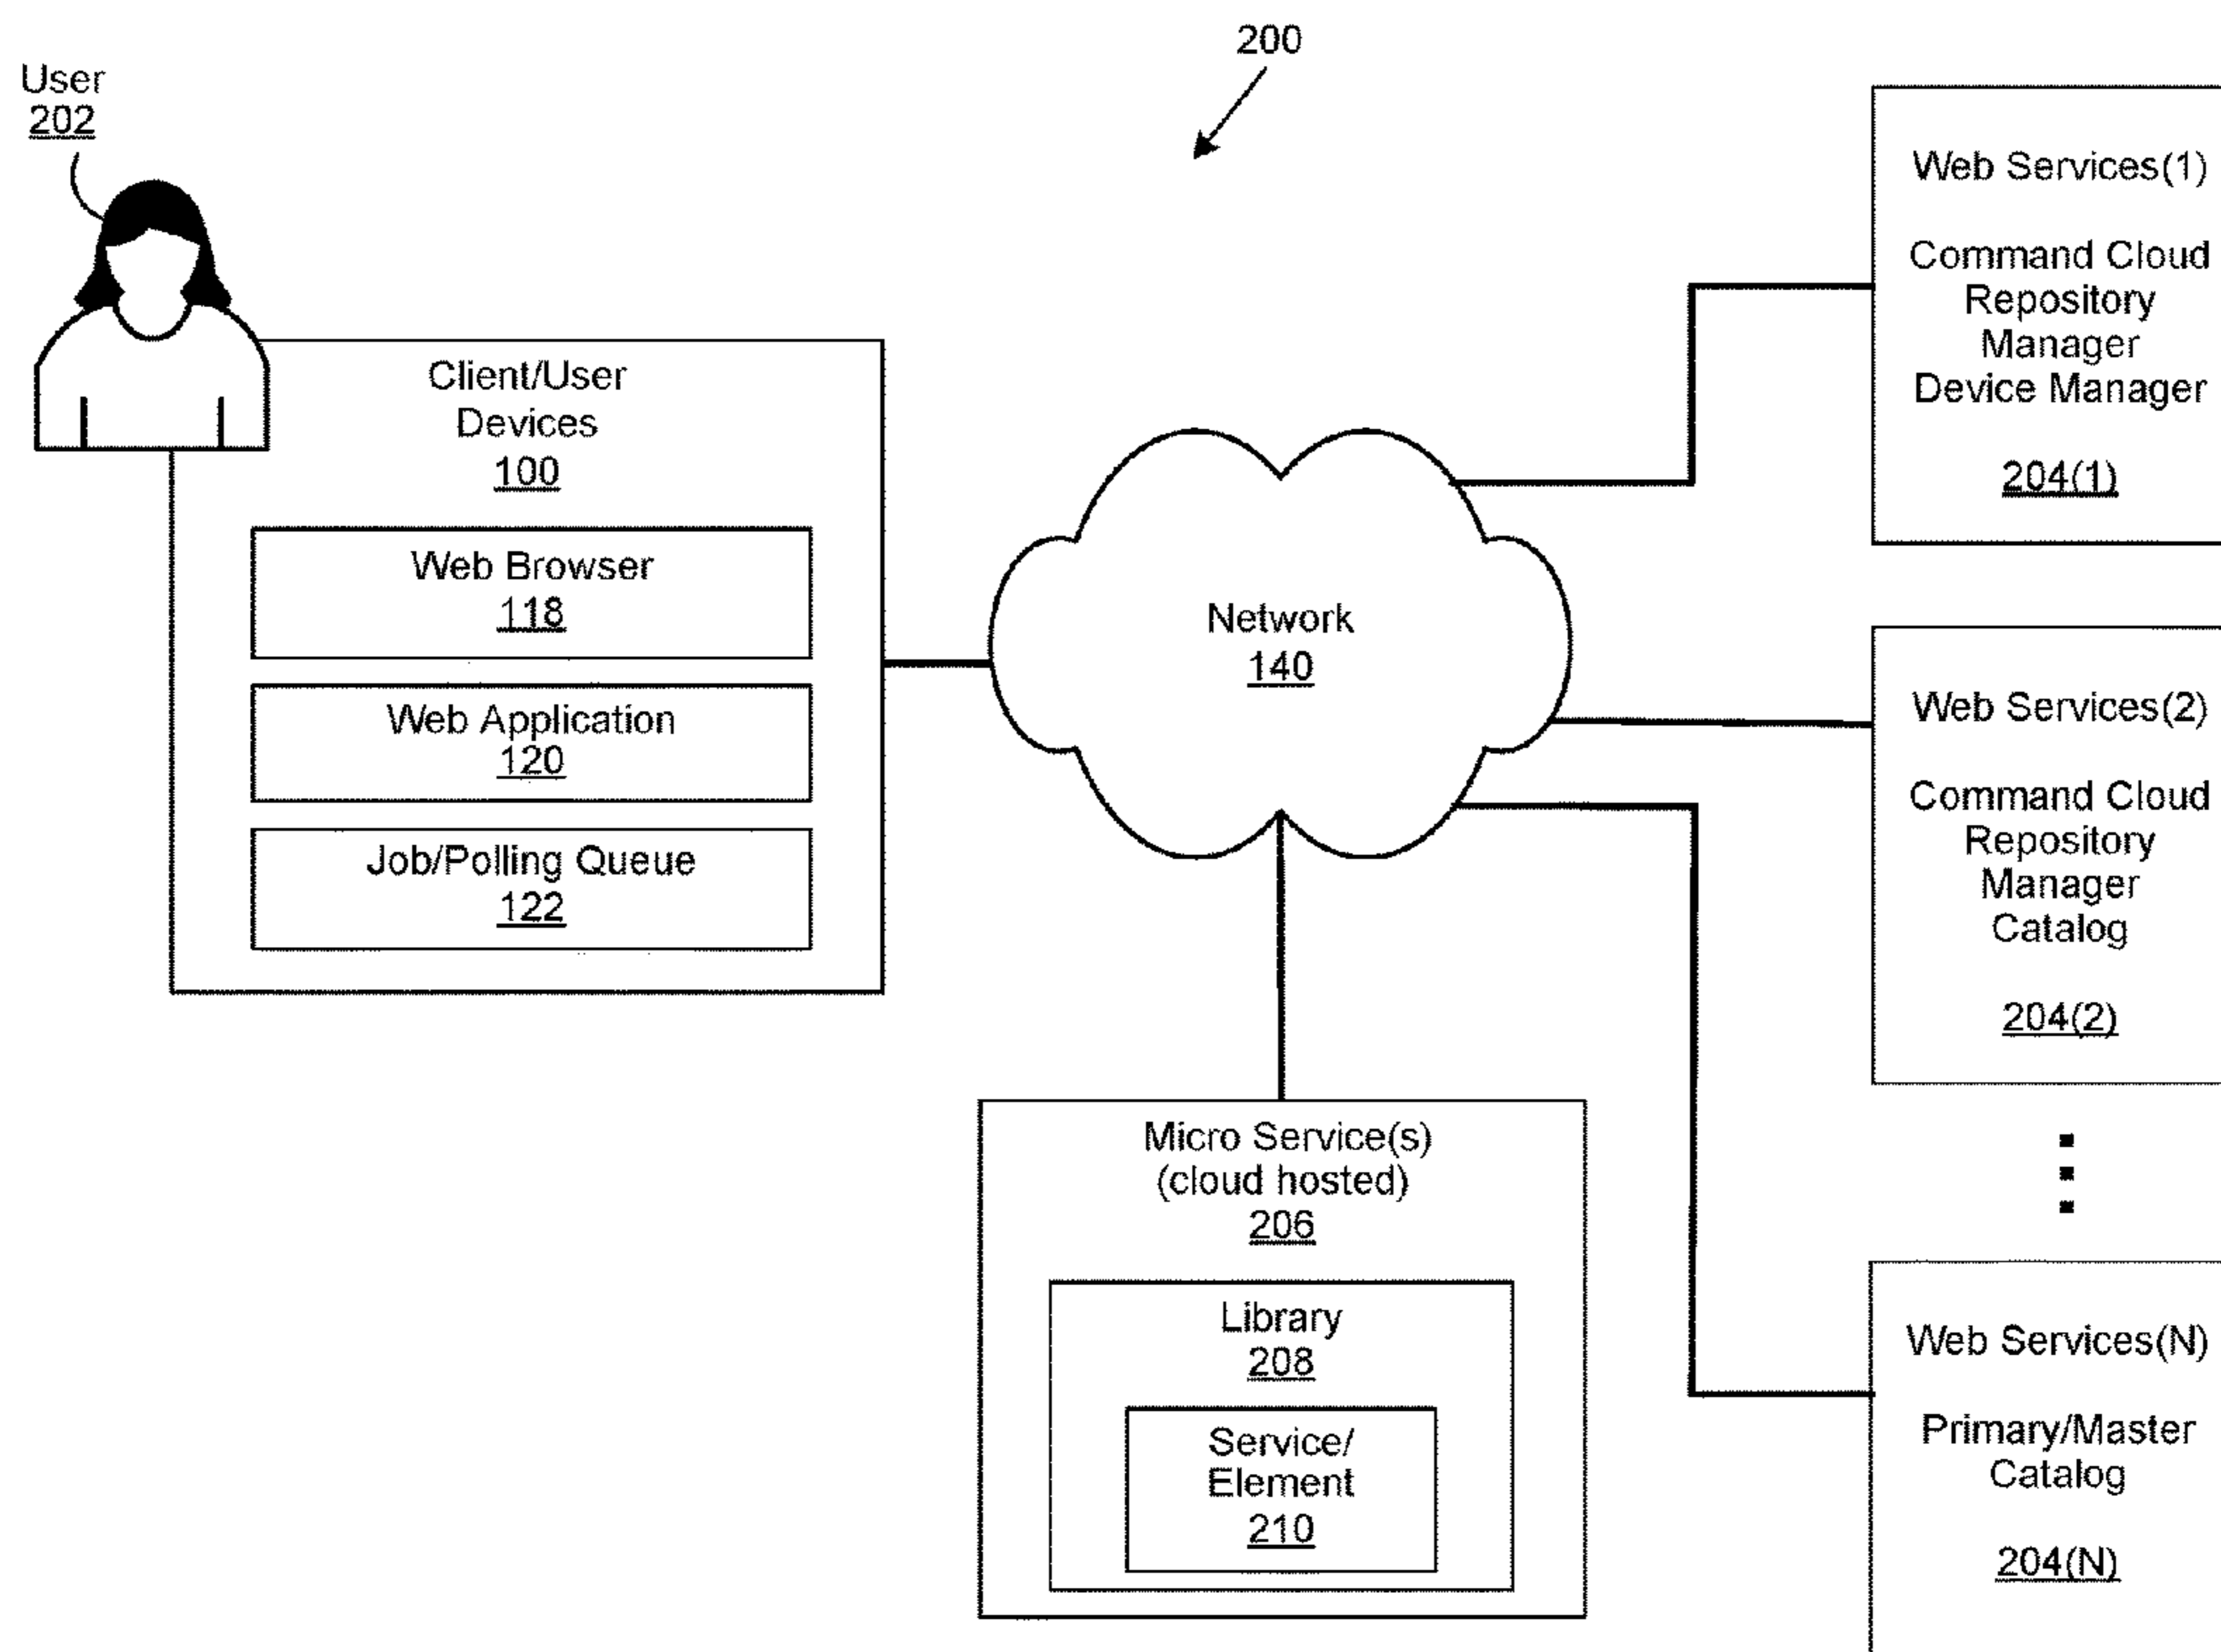 200
User
202
Client/User
Devices
100
Web Browser
118
Web Application
120
Job/Polling Queue
122
Network
140
Micro Service(s)
(cloud hosted)
206
Library
208
Service/
Element
210
Web Services(1)
Command Cloud
Repository
Manager
Device Manager
204(1)
Web Services(2)
Command Cloud
Repository
Manager
Catalog
204(2)
Web Services(N)
Primary/Master
Catalog
204(N)